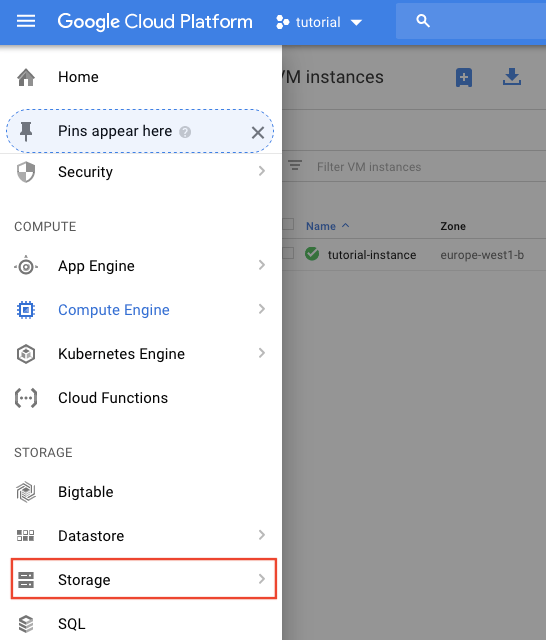 Google Cloud Platform
tutorial
Home
VM instances
Pins appear here
?
Security
Filter VM instances
COMPUTE
Name
Zone
App Engine
tutorial-instance
europe-west1-b
Compute Engine
Kubernetes Engine
Cloud Functions
STORAGE
Bigtable
Datastore
Storage
SQL